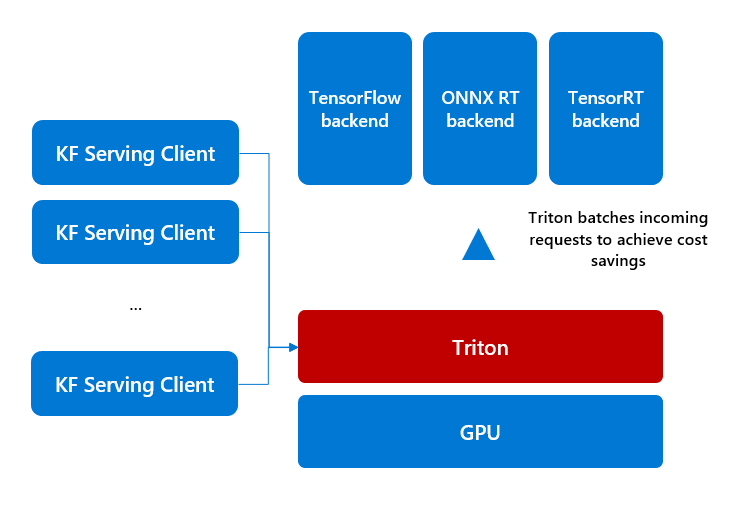 TensorFlow
backend
ONNX RT
backend
TensorRT
backend
KF Serving Client
KF Serving Client
...
KF Serving Client
Triton batches incoming
requests to achieve cost
savings
Triton
GPU